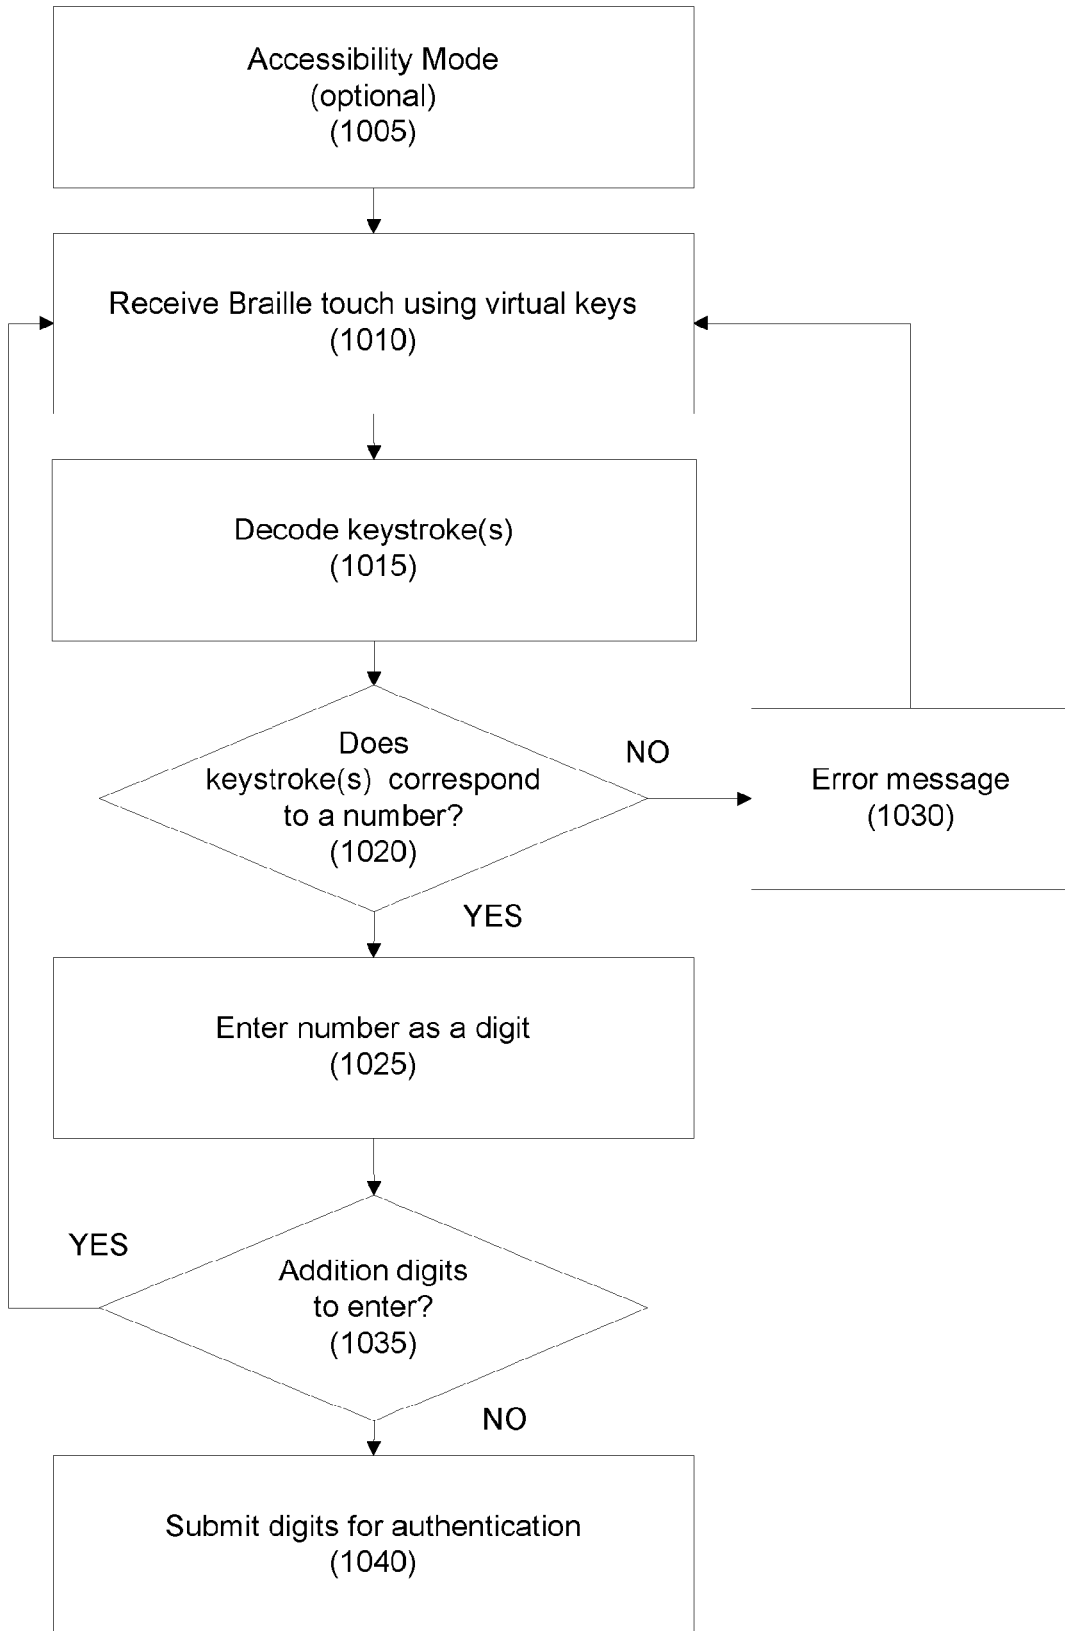 Accessibility Mode
(optional)
(1005)
Receive Braille touch using virtual keys
(1010)
Decode keystroke(s)
(1015)
Does
keystroke(s) correspond
to a number?
(1020)
NO
Error message
(1030)
YES
Enter number as a digit
(1025)
YES
Addition digits
to enter?
(1035)
NO
Submit digits for authentication
(1040)